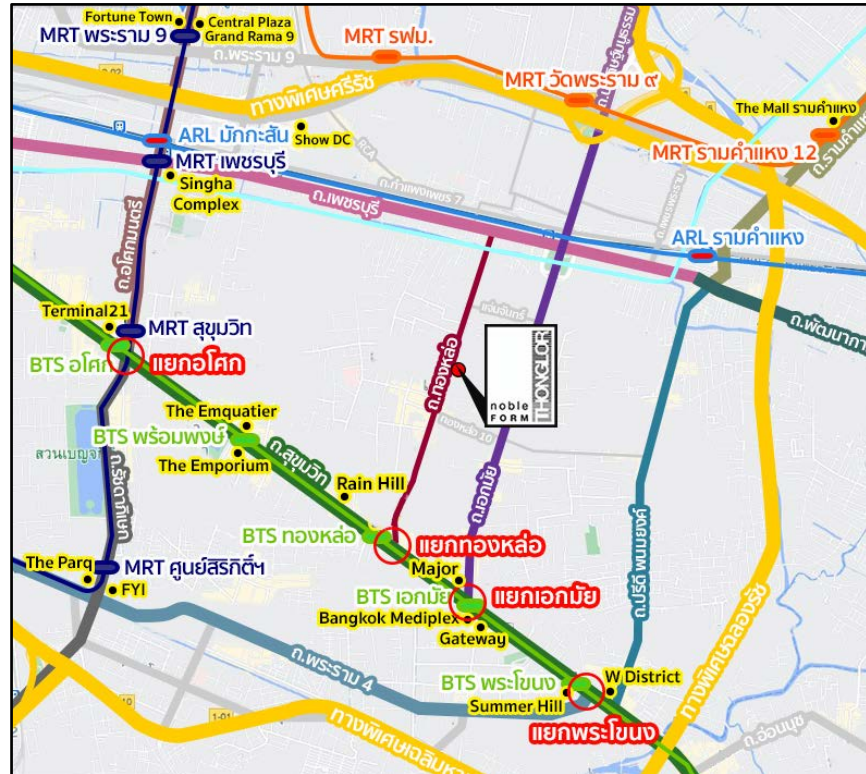 Fortune Town
Central Plaza
Grand Rama 9
MRT พระราม 9
ถ.พระราม 9
MRT รฟม.
MRT วัดพระราม ๙
The Mall รามคำแหง
MRT รามคำแหง 12
ทางพิเศษศรีรัช
ARL มักกะสัน
Show DC
RCA
MRT เพชรบุรี
Singha
Complex
ถ.กำแพงเพชร 7
ถ.เพชรบุรี
ARL รามคำแหง
ถ.อโศกมนตรี
แจ่มจันทร์
Terminal21
MRT สุขุมวิท
BTS อโศก
แยกอโศก
ถ.ทองหล่อ
noble
FORM
THONGLOR
The Emquatier
BTS พร้อมพงษ์
The Emporium
ถ.สุขุมวิท
ทองหล่อ 10
ถ.เอกมัย
ถ.รัชดาภิเษก
Rain Hill
BTS ทองหล่อ
แยกทองหล่อ
ถ.ปรีดี พนมยงค์
The Parq
MRT ศูนย์สิริกิติ์ฯ
FYI
Major
BTS เอกมัย
แยกเอกมัย
Bangkok Mediplex
Gateway
ถ.พระราม 4
ทางพิเศษฉลองรัช
BTS พระโขนง
W District
Summer Hill
แยกพระโขนง
ถ.อ่อนนุช
1-01